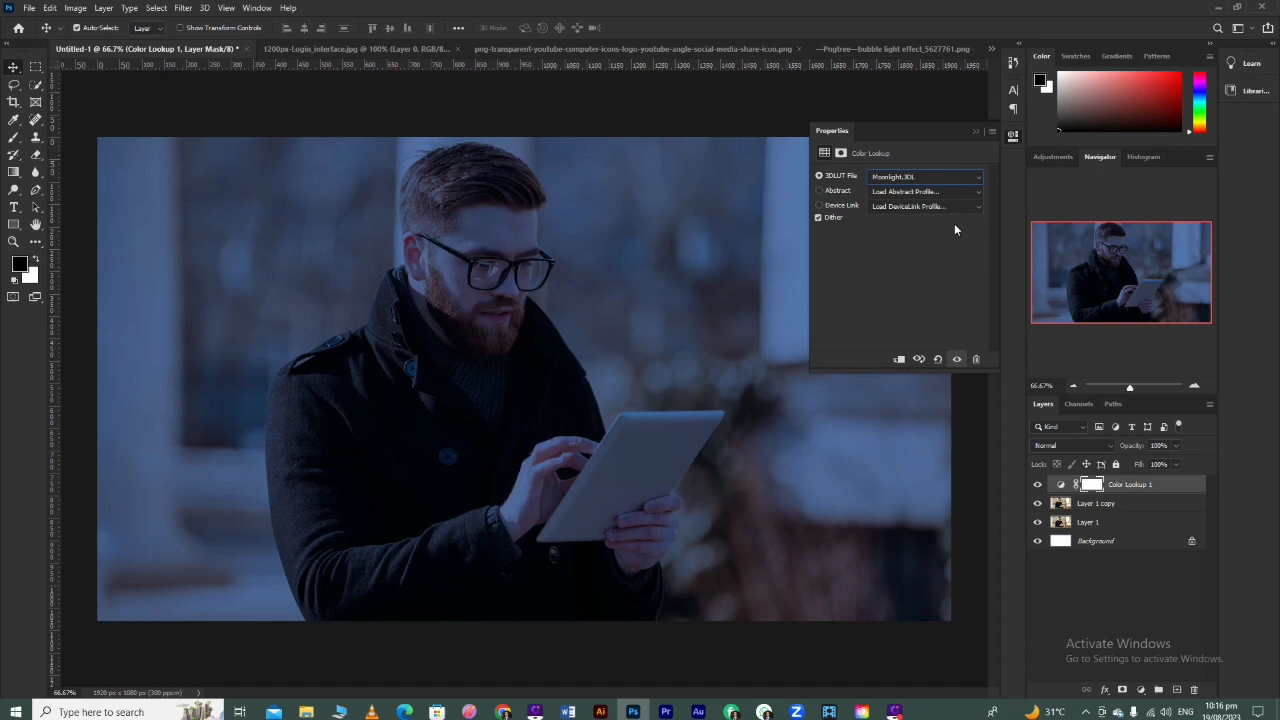 Ps File Edit Image Layer Type Select Filter 3D View Window Help
Auto-Select: Layer Show Transform Controls 3D Mode:
Untitled-1 @ 66.7% (Color Lookup 1, Layer Mask/8) * 1200px-Login_interface.jpg @ 100% (Layer 0, RGB/8... png-transparent-youtube-computer-icons-logo-youtube-angle-social-media-share-icon.png —Pngtree—bubble light effect_5627761.png
Color Swatches Gradients Patterns
Learn
Librari...
Properties
Color Lookup
3DLUT File Moonlight.3DL
Abstract Load Abstract Profile...
Device Link Load DeviceLink Profile...
Dither
Adjustments Navigator Histogram
66.67%
Layers Channels Paths
Kind
Normal Opacity: 100%
Lock: Fill: 100%
Color Lookup 1
Layer 1 copy
Layer 1
Background
Activate Windows
Go to Settings to activate Windows.
66.67% 1920 px x 1080 px (300 ppcm)
Type here to search
31°C ENG
10:16 pm
19/08/2023